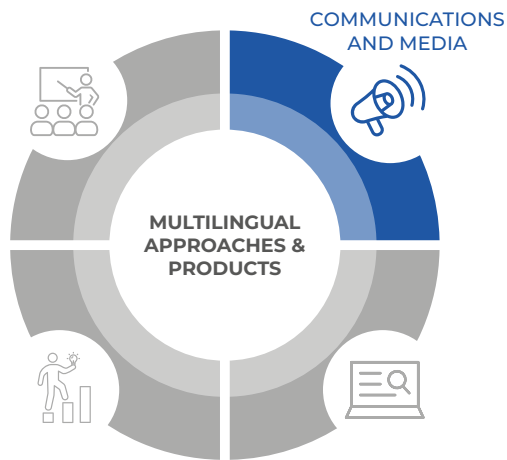 COMMUNICATIONS
AND MEDIA
MULTILINGUAL
APPROACHES &
PRODUCTS